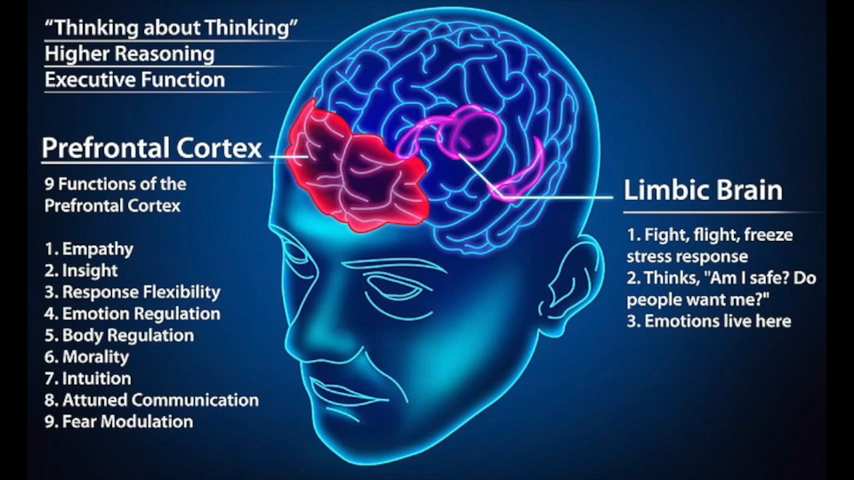 “Thinking about Thinking”
Higher Reasoning
Executive Function
Prefrontal Cortex
9 Functions of the
Prefrontal Cortex
1. Empathy
2. Insight
3. Response Flexibility
4. Emotion Regulation
5. Body Regulation
6. Morality
7. Intuition
8. Attuned Communication
9. Fear Modulation
Limbic Brain
1. Fight, flight, freeze
stress response
2. Thinks, "Am I safe? Do
people want me?"
3. Emotions live here